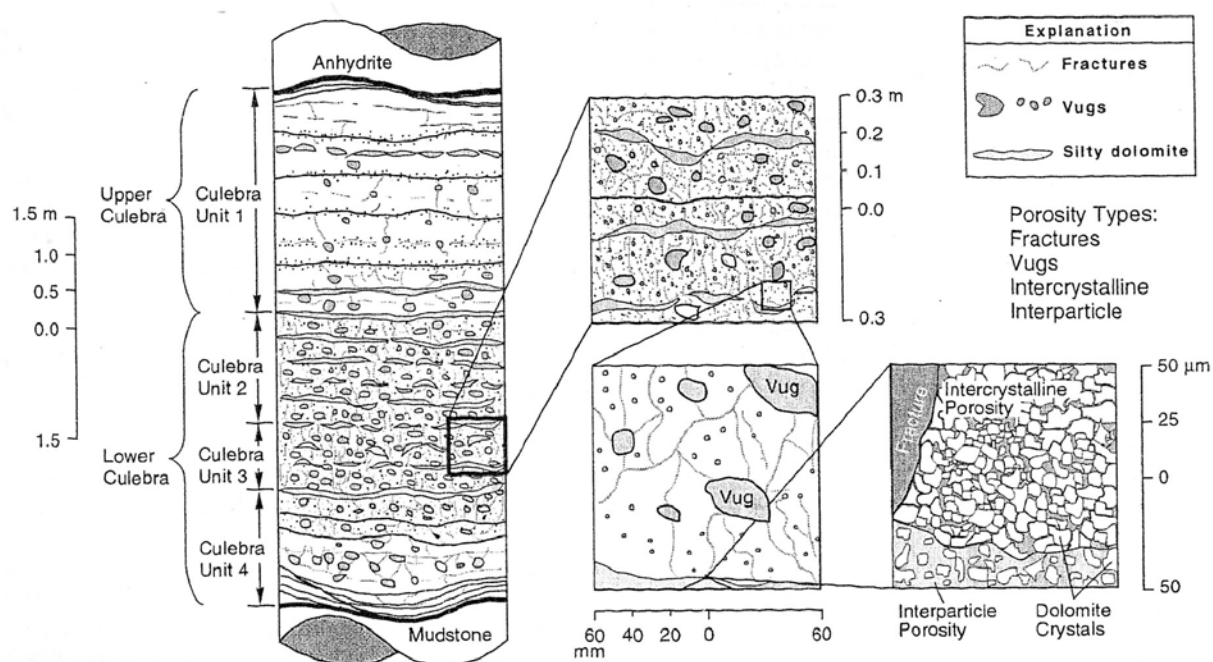 Anhydrite
Upper
Culebra
Culebra
Unit 1
1.5 m
1.0
0.5
0.0
1.5
Culebra
Unit 2
Lower
Culebra
Culebra
Unit 3
Culebra
Unit 4
Mudstone
0.3 m
0.2
0.1
0.0
0.3
Explanation
Fractures
Vugs
Silty dolomite
Porosity Types:
Fractures
Vugs
Intercrystalline
Interparticle
Vug
Vug
60 40 20 0 60
mm
Fracture
Intercrystalline
Porosity
50 µm
25
0
50
Interparticle
Porosity
Dolomite
Crystals